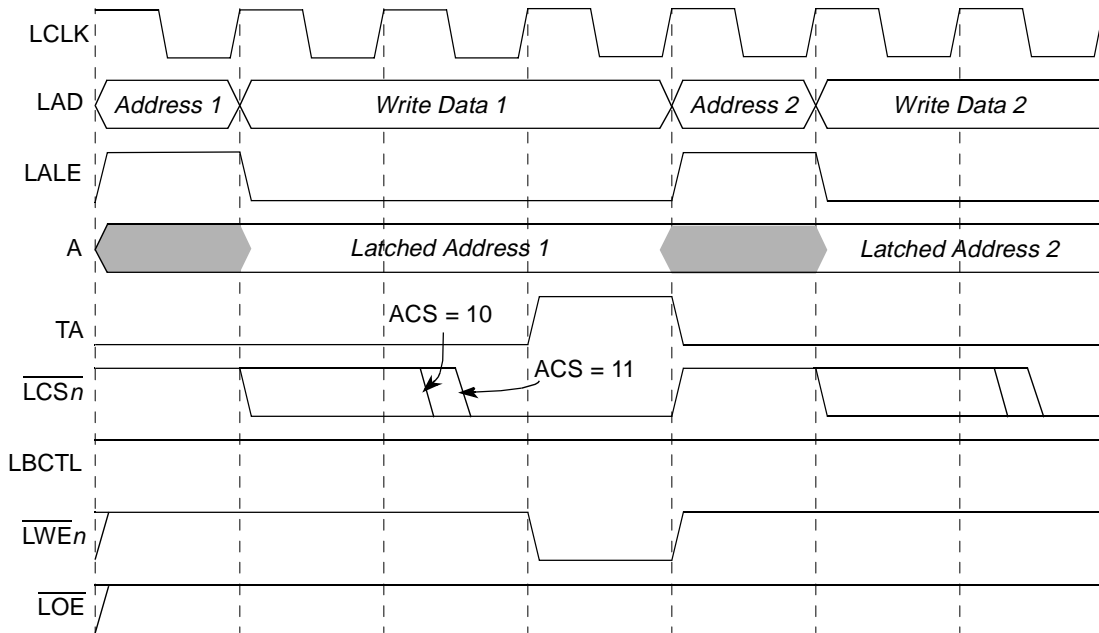 LCLK
LAD Address 1 Write Data 1 Address 2 Write Data 2
LALE
A Latched Address 1 Latched Address 2
ACS = 10
TA
ACS = 11
LCSn
LBCTL
LWEn
LOE